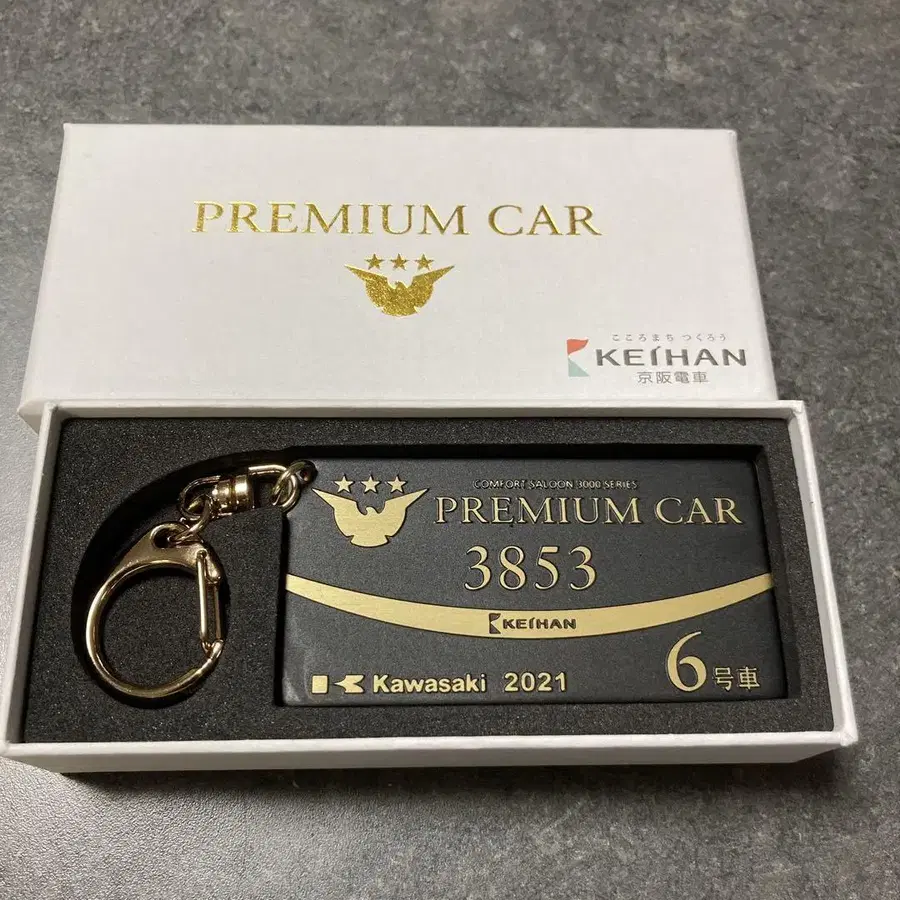 PREMIUM CAR
こころまち つくろう
KEIHAN
京阪電車
COMFORT SALOON 3000 SERIES
PREMIUM CAR
3853
KEIHAN
Kawasaki 2021
6号車